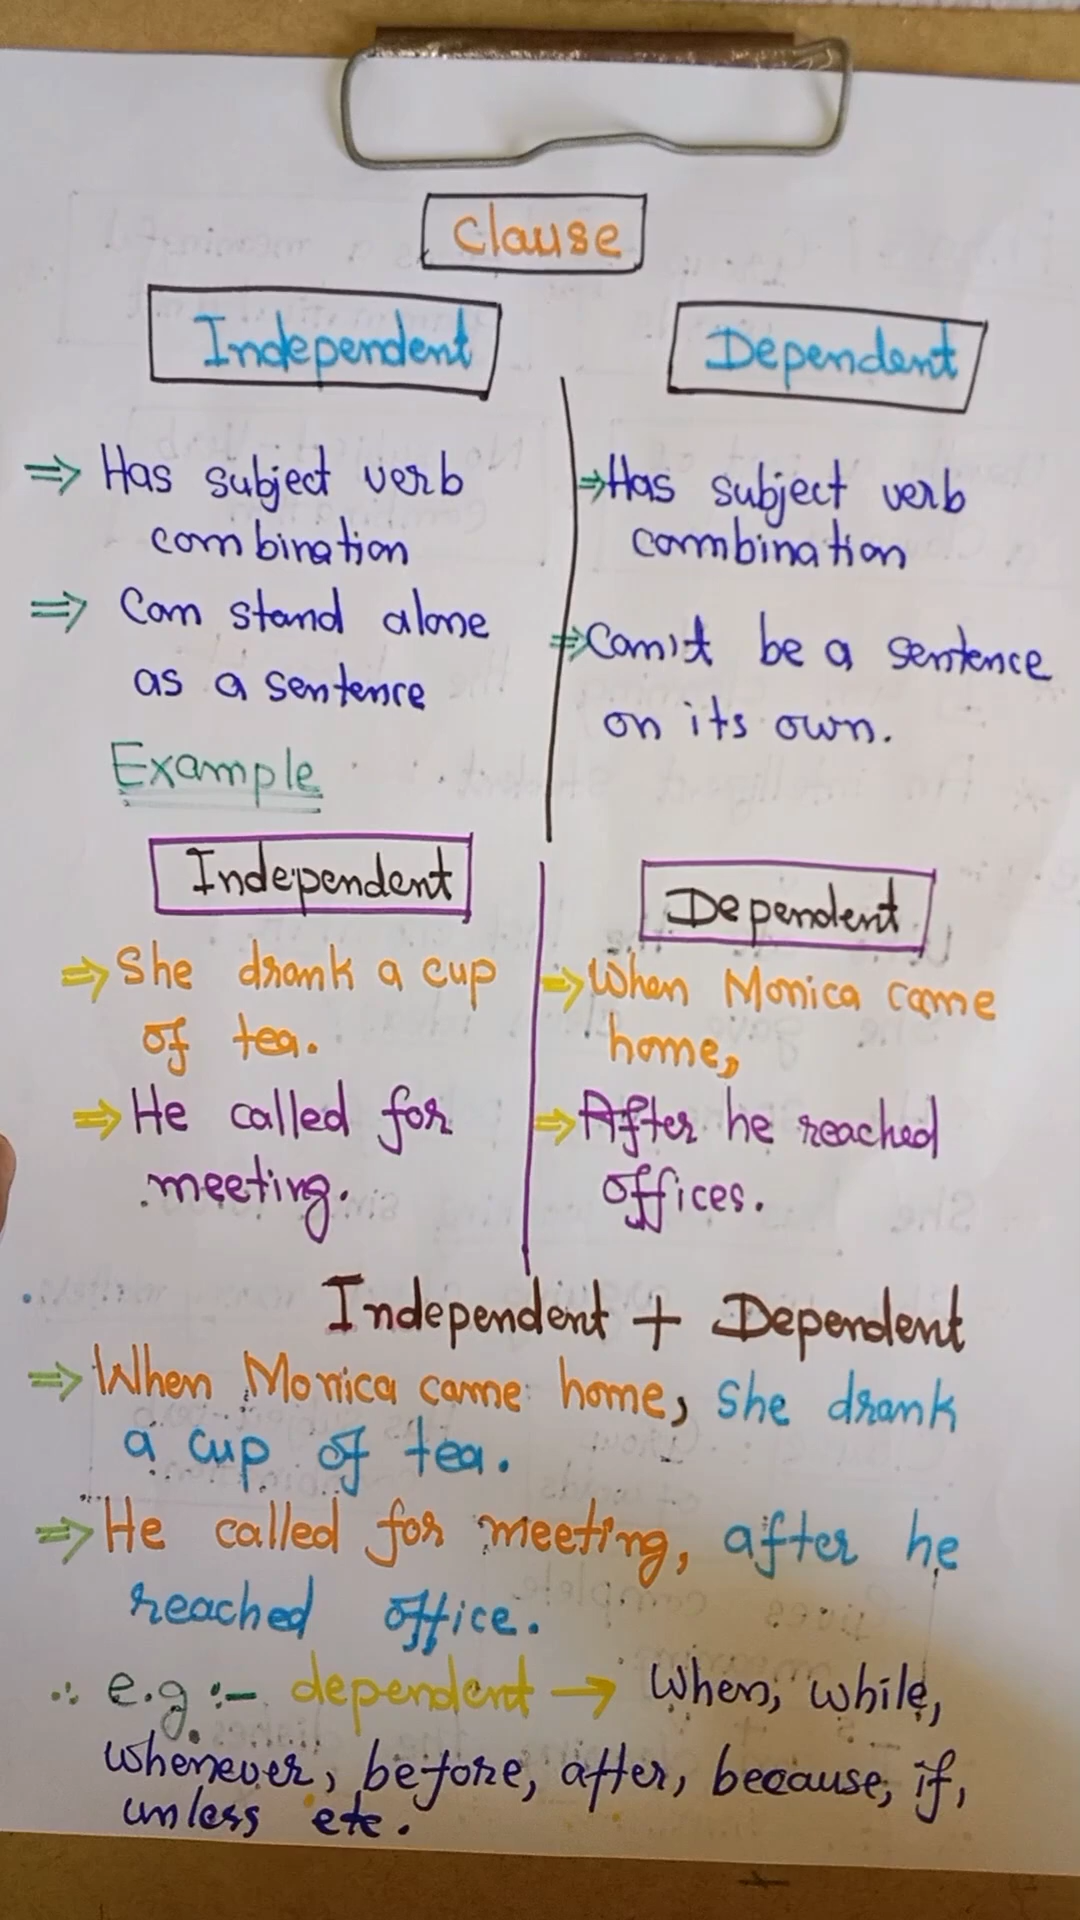 Clause
Independent
Dependent
⇒ Has subject verb
combination
⇒ Can stand alone
as a sentence
⇒Has subject verb
combination
⇒Can't be a sentence
on its own.
Example
Independent
⇒ She drank a cup
of tea.
⇒ He called for
meeting.
Dependent
⇒ When Monica came
home,
⇒ After he reached
offices.
Independent + Dependent
⇒ When Monica came home, she drank
a cup of tea.
⇒ He called for meeting, after he
reached office.
∴ e.g :- dependent → When, while,
whenever, before, after, because, if,
unless etc.